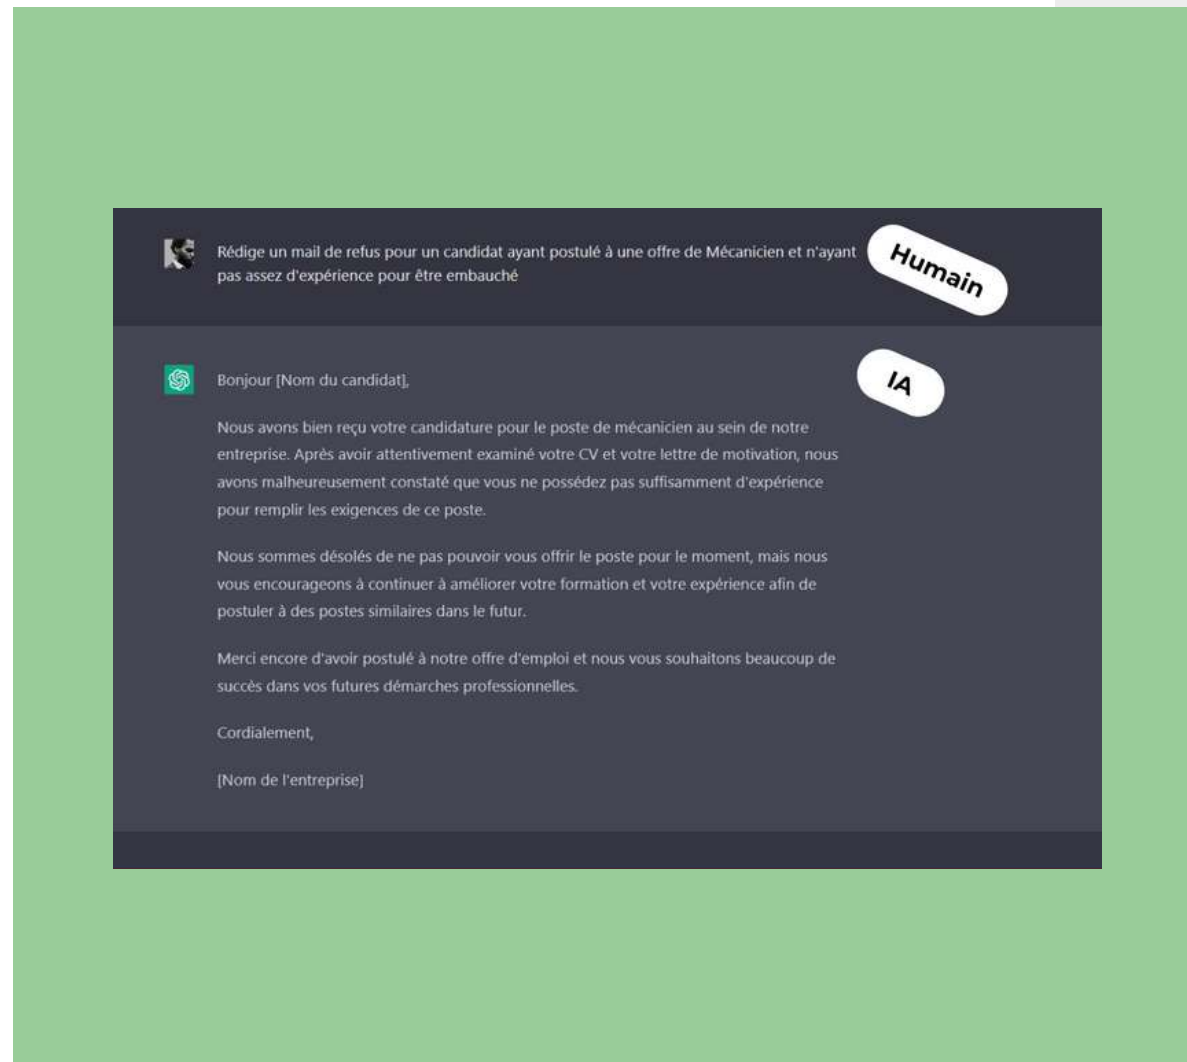 Rédige un mail de refus pour un candidat ayant postulé à une offre de Mécanicien et n'ayant
pas assez d'expérience pour être embauché
Humain
IA
Bonjour [Nom du candidat],
Nous avons bien reçu votre candidature pour le poste de mécanicien au sein de notre
entreprise. Après avoir attentivement examiné votre CV et votre lettre de motivation, nous
avons malheureusement constaté que vous ne possédez pas suffisamment d'expérience
pour remplir les exigences de ce poste.
Nous sommes désolés de ne pas pouvoir vous offrir le poste pour le moment, mais nous
vous encourageons à continuer à améliorer votre formation et votre expérience afin de
postuler à des postes similaires dans le futur.
Merci encore d'avoir postulé à notre offre d'emploi et nous vous souhaitons beaucoup de
succès dans vos futures démarches professionnelles.
Cordialement,
[Nom de l'entreprise]